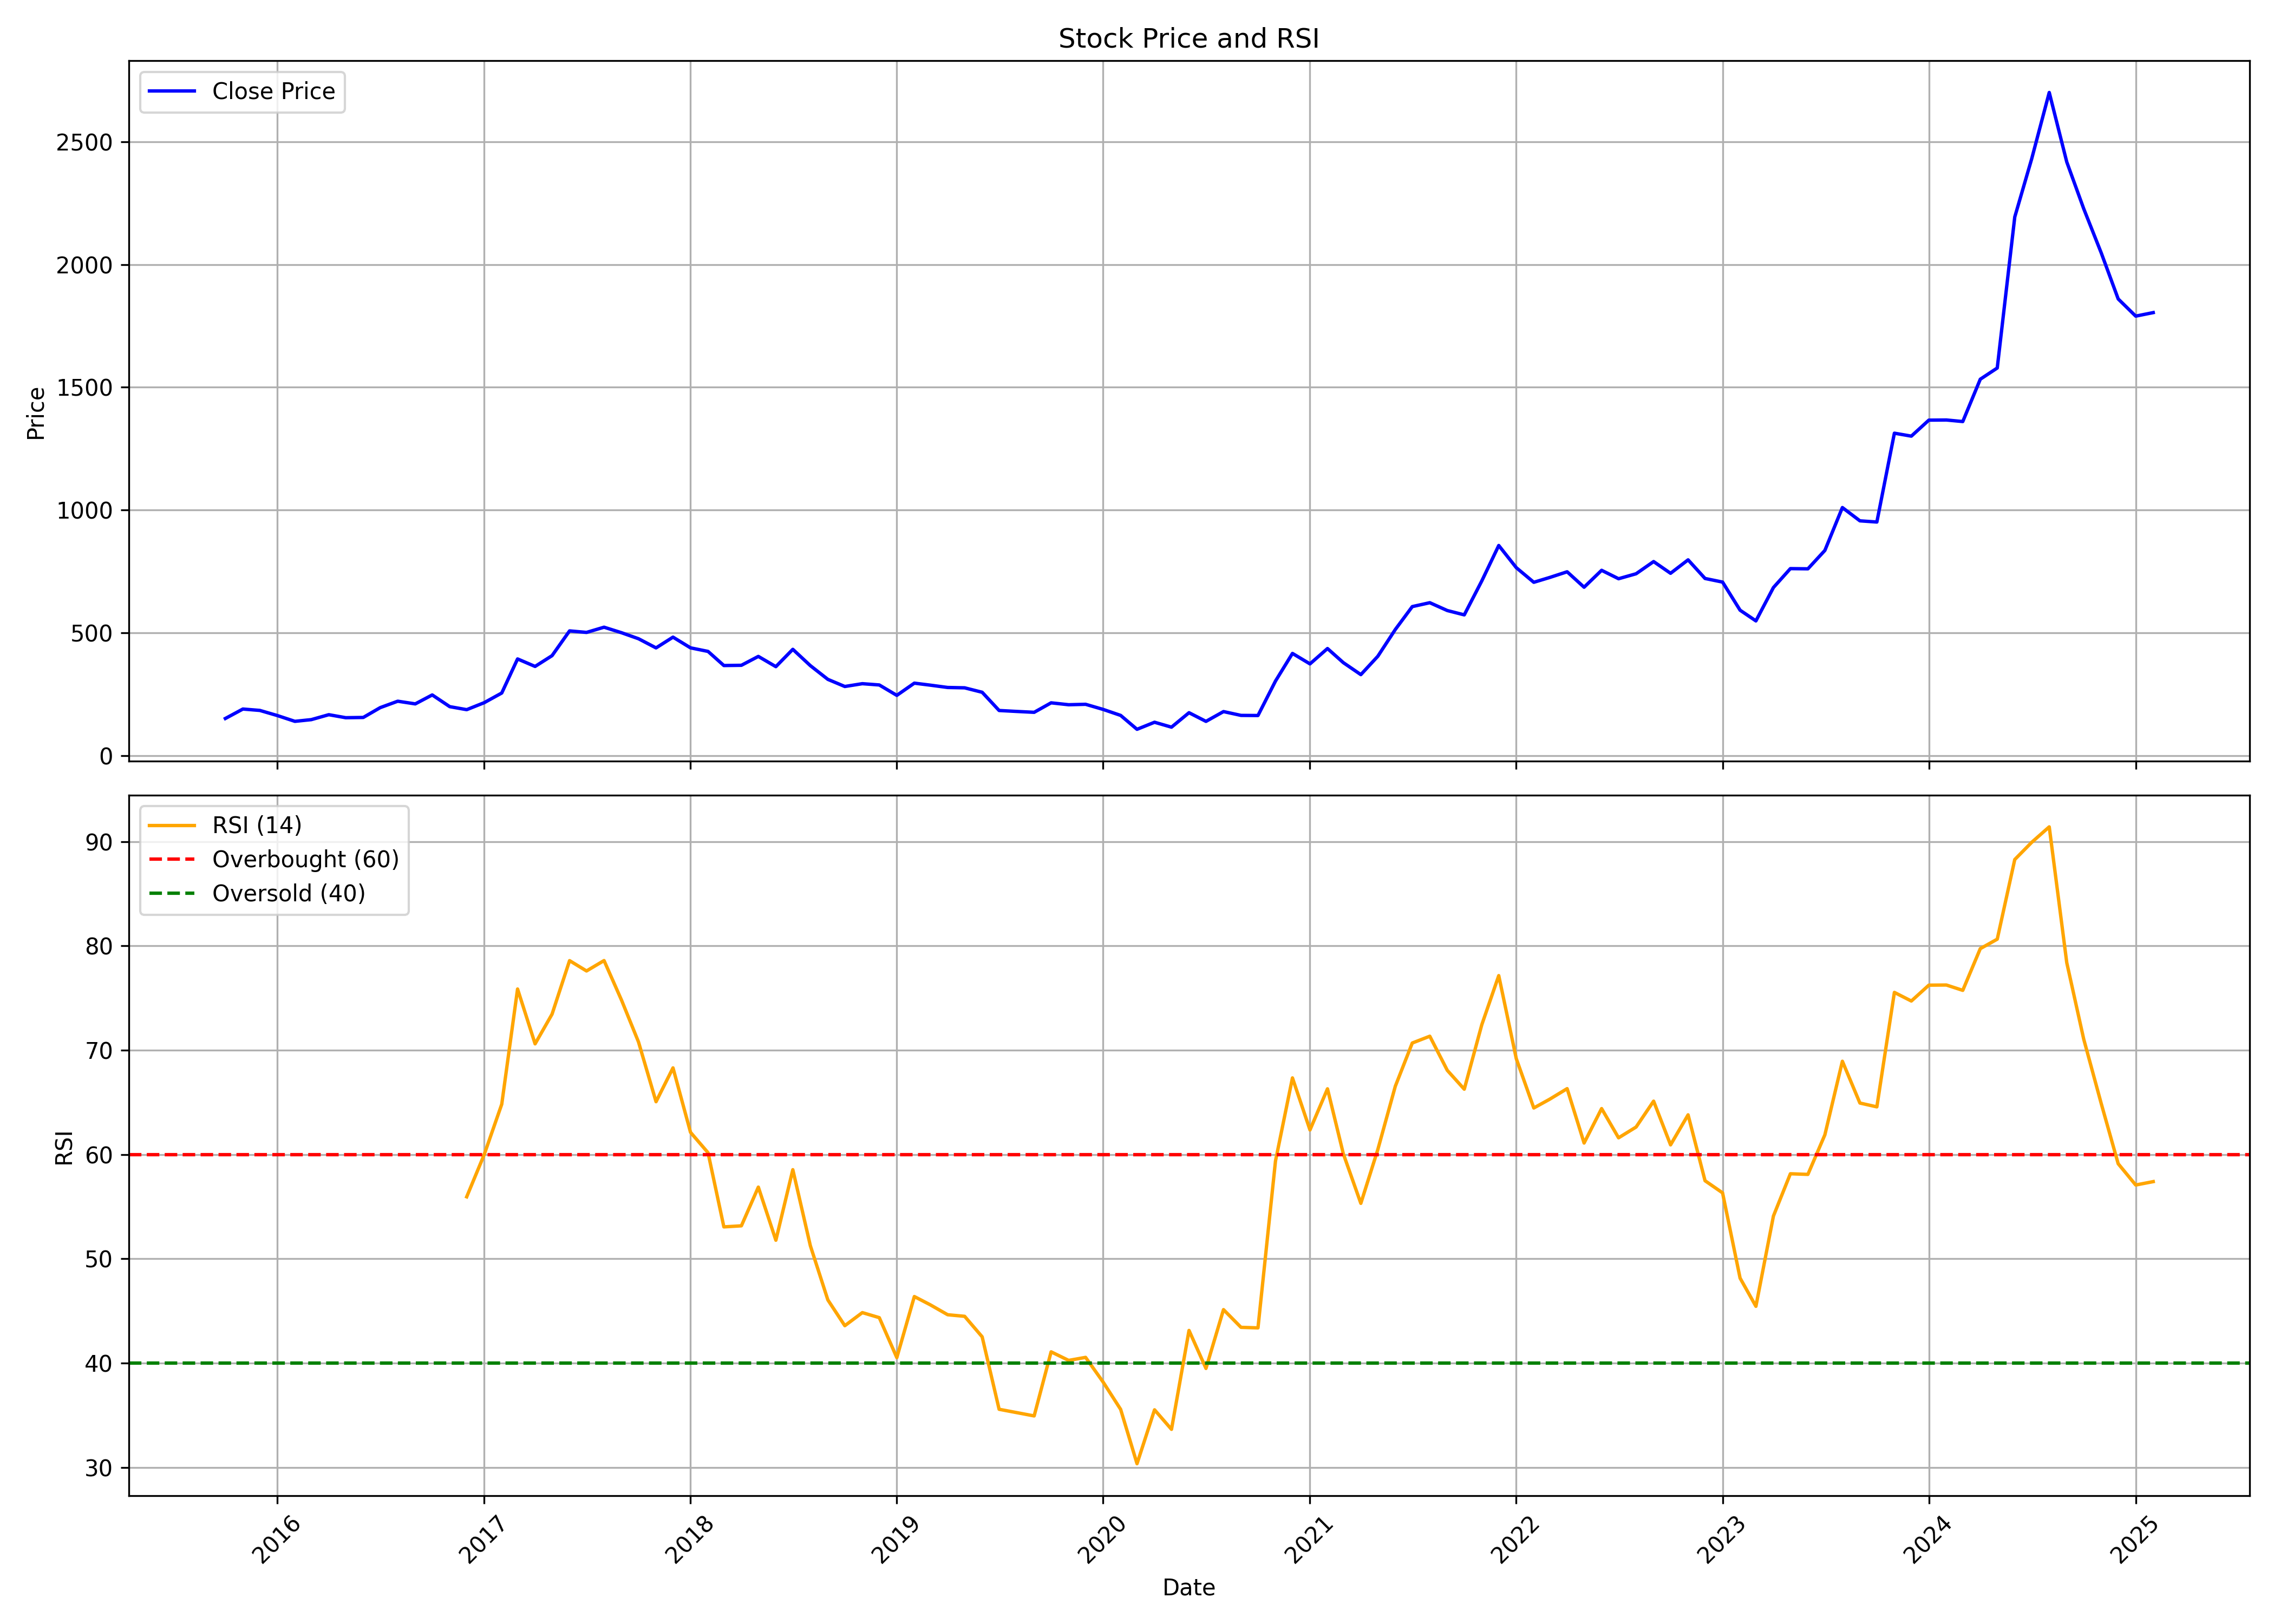 Stock Price and RSI
Close Price
2500
2000
1500
1000
500
0
Price
RSI (14)
Overbought (60)
Oversold (40)
90
80
70
60
50
40
30
RSI
2016 2017 2018 2019 2020 2021 2022 2023 2024 2025
Date